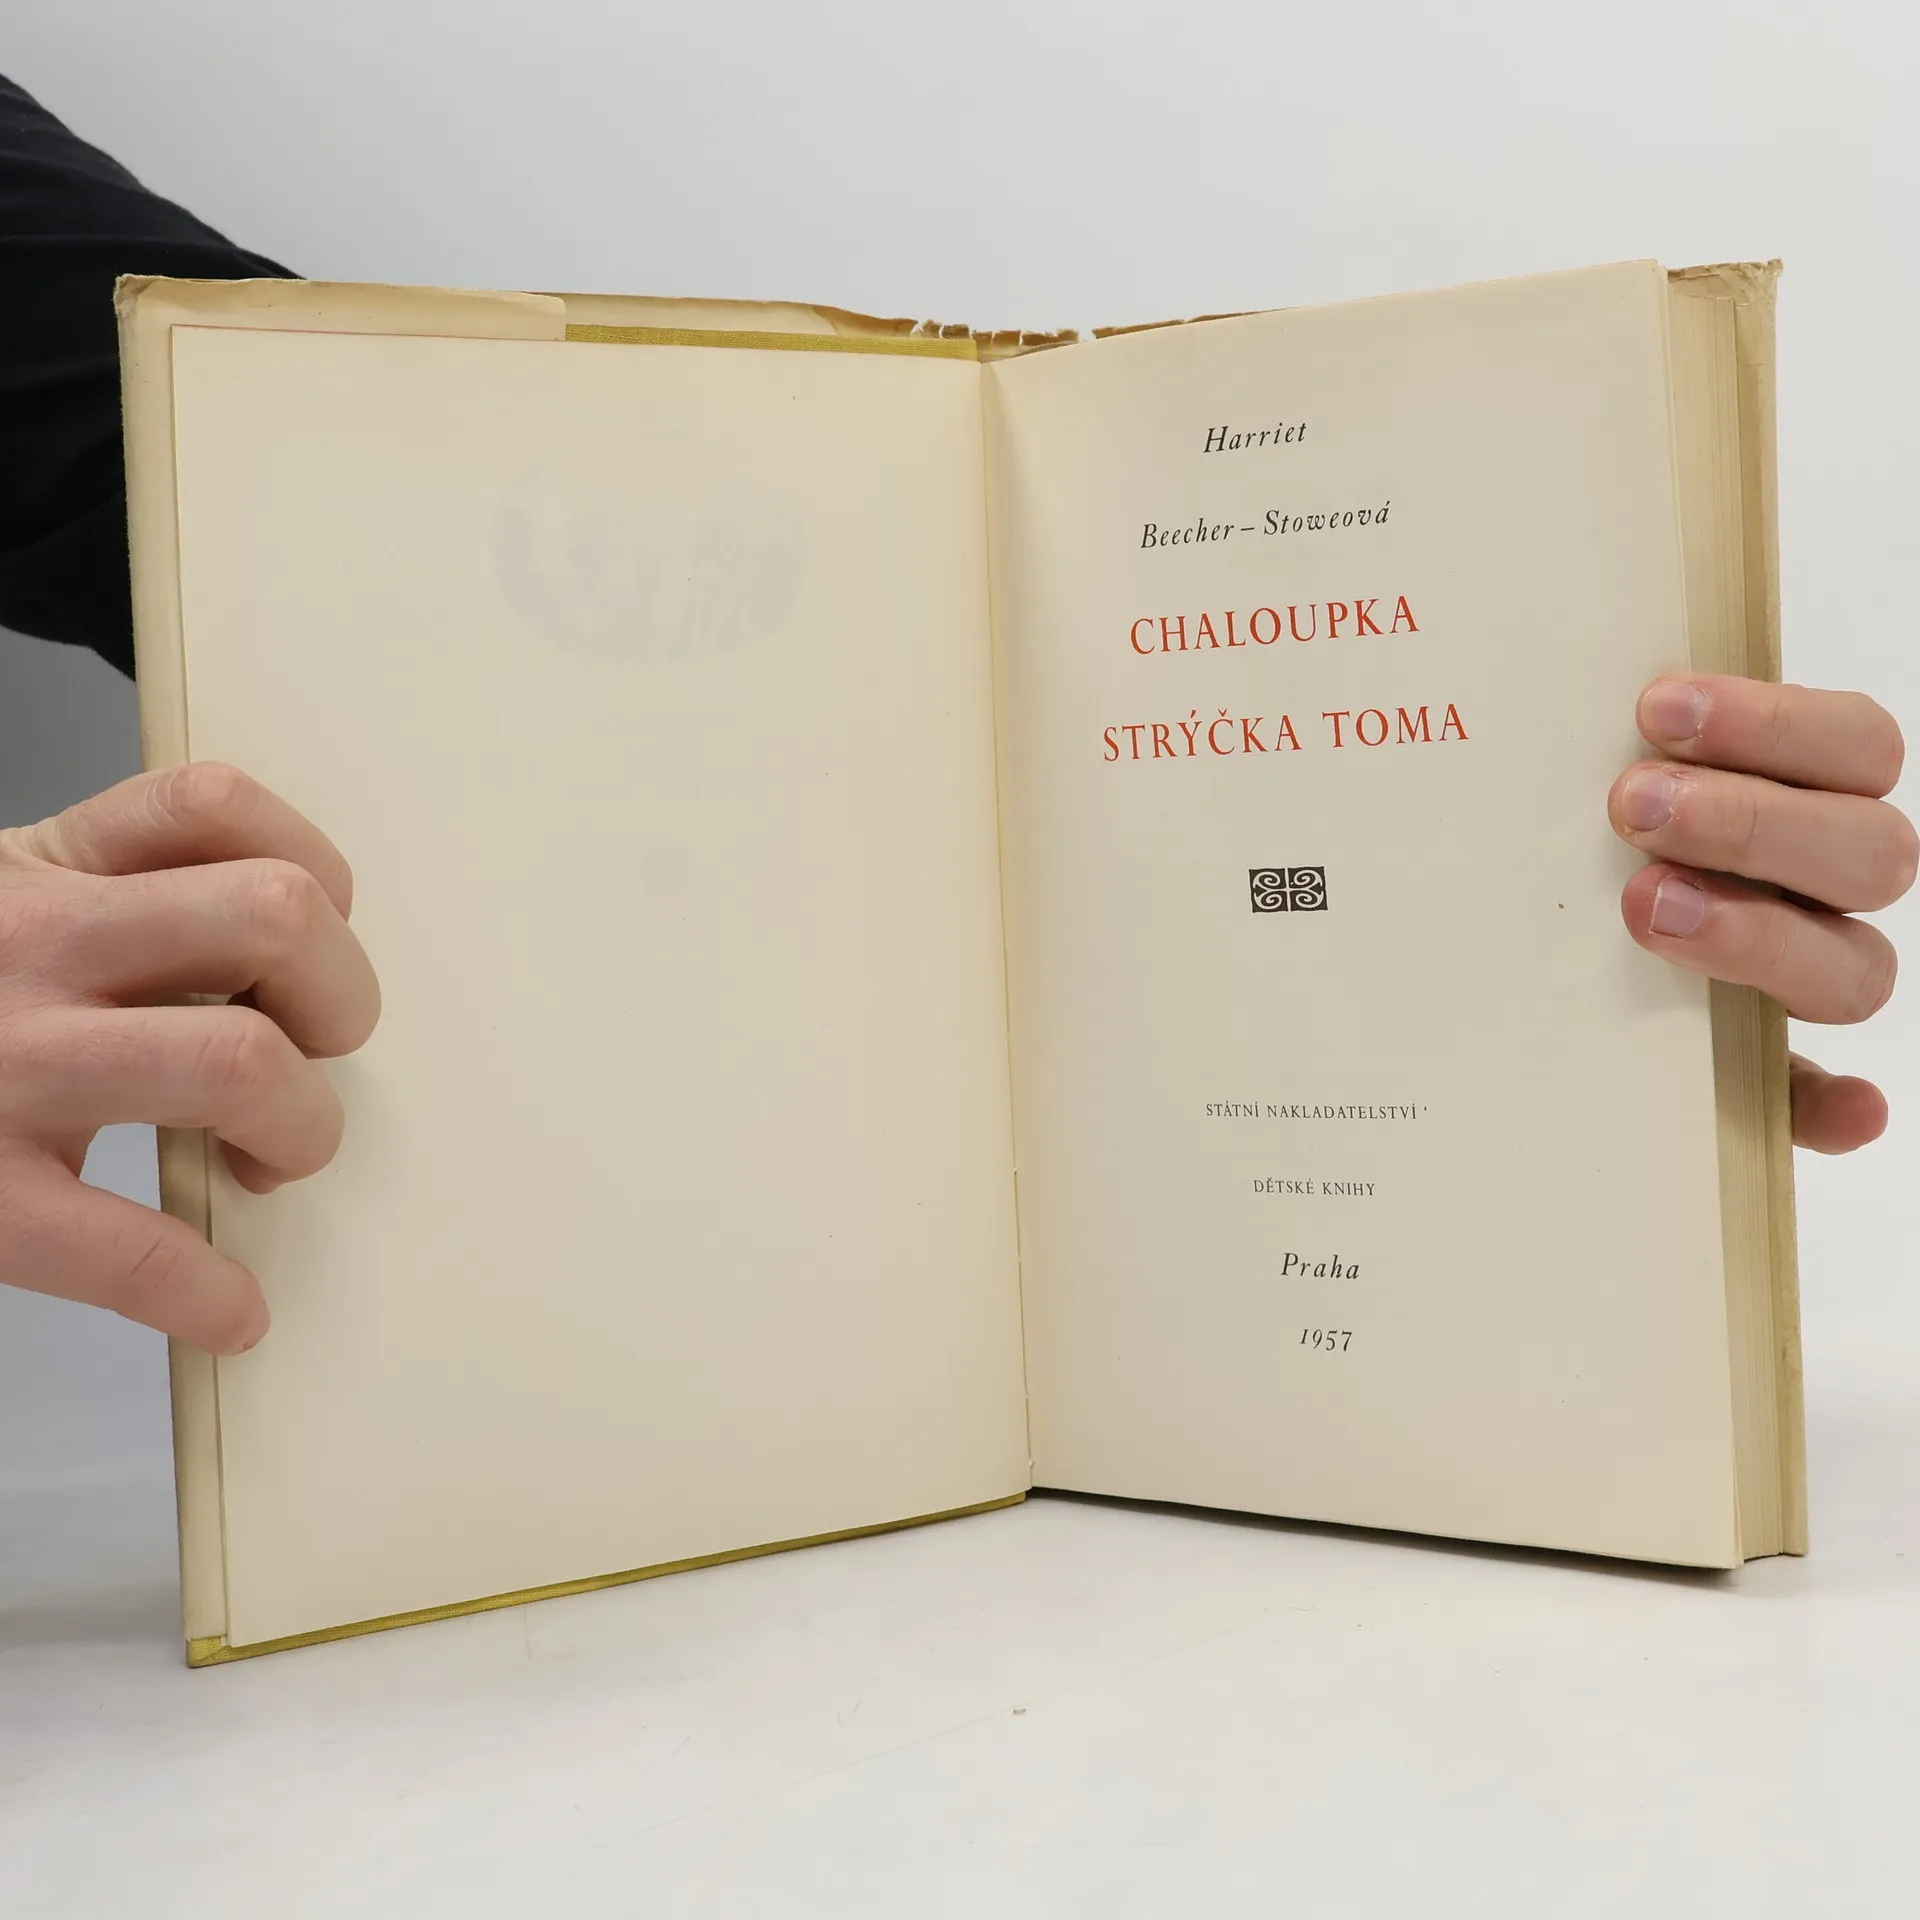 Harriet
Beecher – Stoweová
CHALOUPKA
STRÝČKA TOMA
STÁTNÍ NAKLADATELSTVÍ
DĚTSKÉ KNIHY
Praha
1957